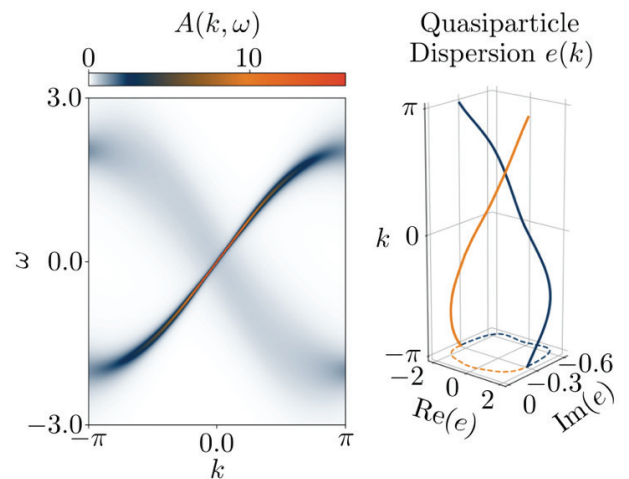 A(k, ω)
0 10
3.0
0.0
−3.0
ω
−π 0.0 π
k
Quasiparticle
Dispersion e(k)
π
k 0
−π
−2 0 2
Re(e)
0 −0.3 −0.6
Im(e)